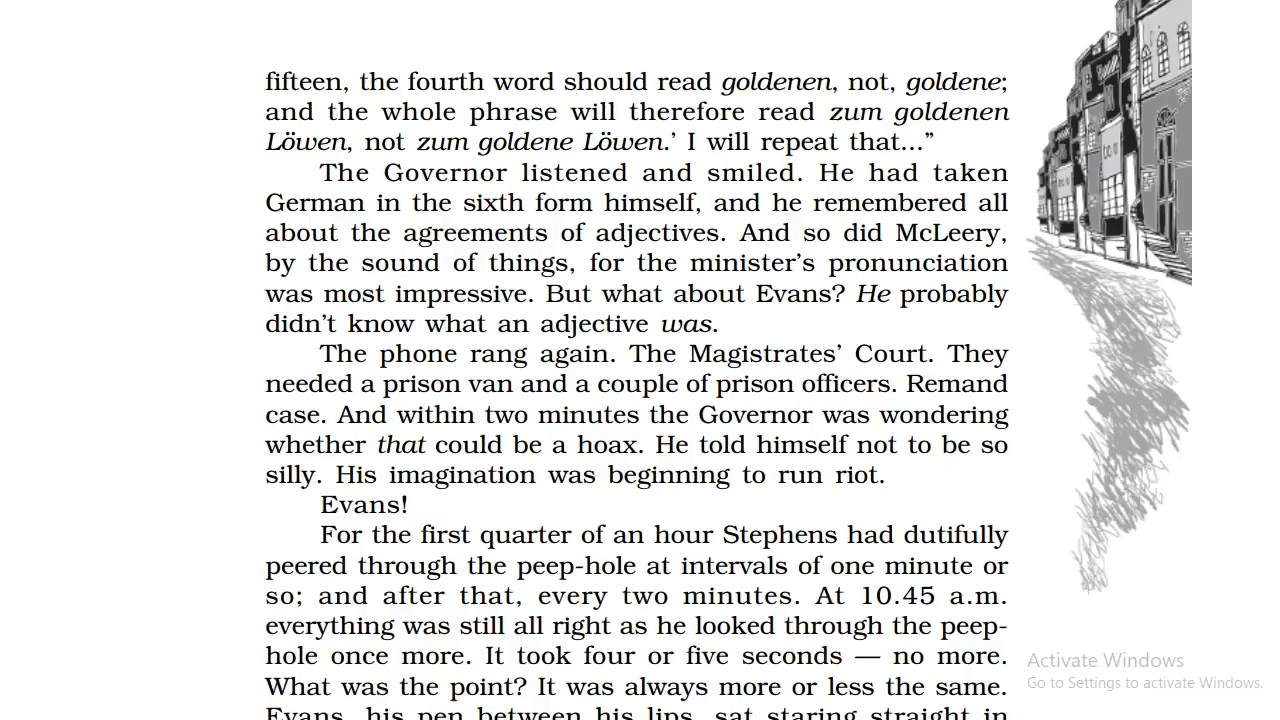 fifteen, the fourth word should read goldenen, not, goldene;
and the whole phrase will therefore read zum goldenen
Löwen, not zum goldene Löwen.’ I will repeat that...”
The Governor listened and smiled. He had taken
German in the sixth form himself, and he remembered all
about the agreements of adjectives. And so did McLeery,
by the sound of things, for the minister’s pronunciation
was most impressive. But what about Evans? He probably
didn’t know what an adjective was.
The phone rang again. The Magistrates’ Court. They
needed a prison van and a couple of prison officers. Remand
case. And within two minutes the Governor was wondering
whether that could be a hoax. He told himself not to be so
silly. His imagination was beginning to run riot.
Evans!
For the first quarter of an hour Stephens had dutifully
peered through the peep-hole at intervals of one minute or
so; and after that, every two minutes. At 10.45 a.m.
everything was still all right as he looked through the peep-
hole once more. It took four or five seconds — no more.
What was the point? It was always more or less the same.
Evans, his pen between his lips, sat staring straight in
Activate Windows
Go to Settings to activate Windows.